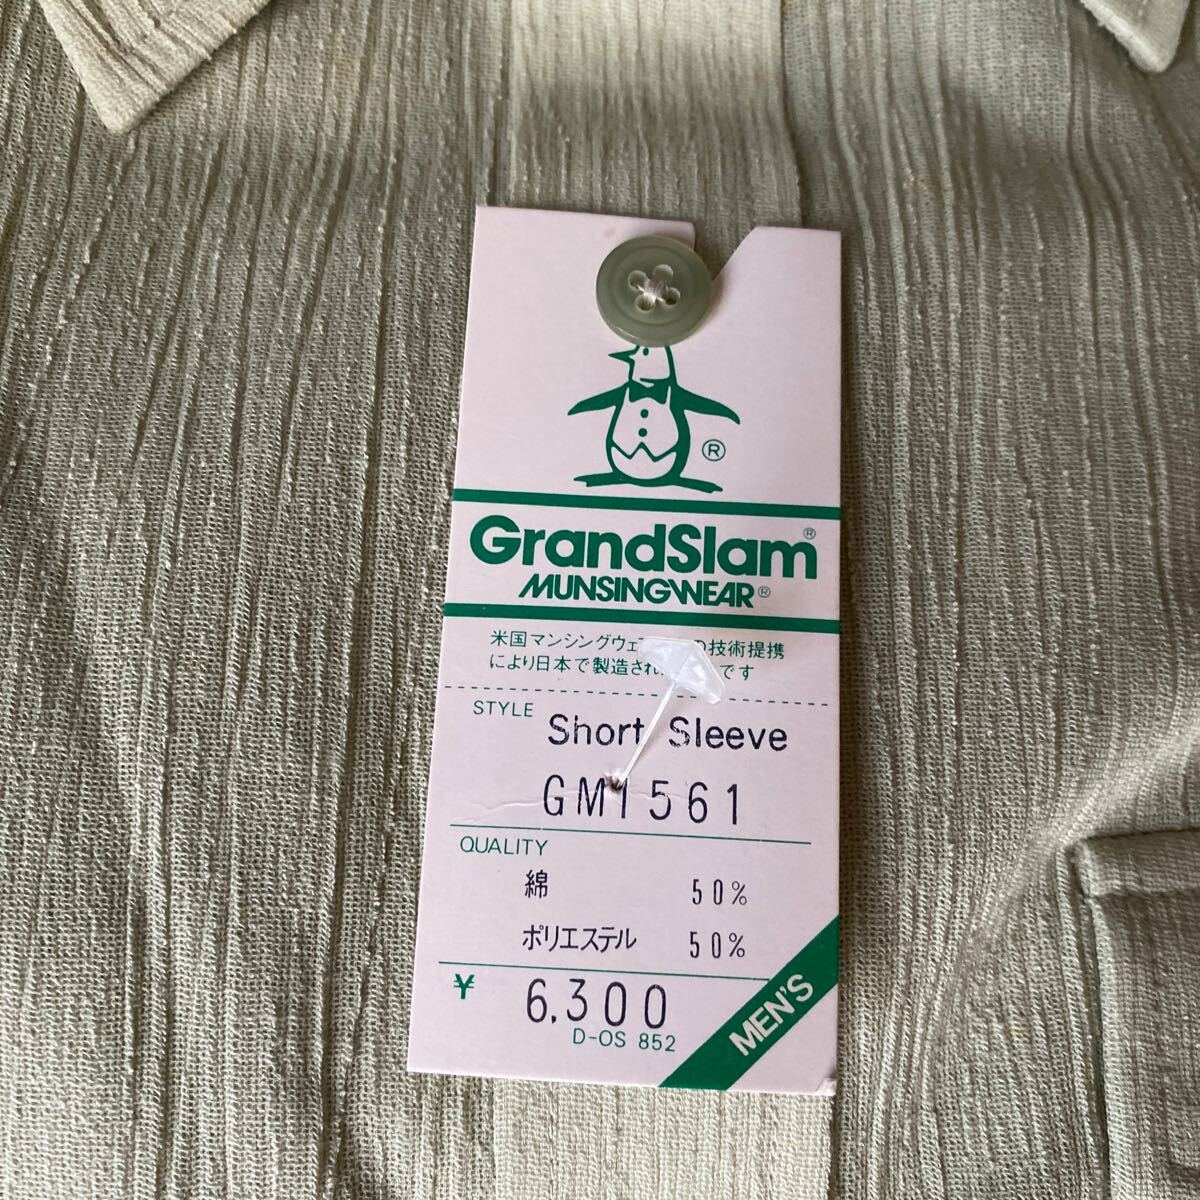 ®
GrandSlam®
MUNSINGWEAR®
米国マンシングウェ の技術提携
により日本で製造され です
STYLE Short Sleeve
GM1561
QUALITY
綿 50%
ポリエステル 50%
¥ 6,300
D-OS 852
MEN'S